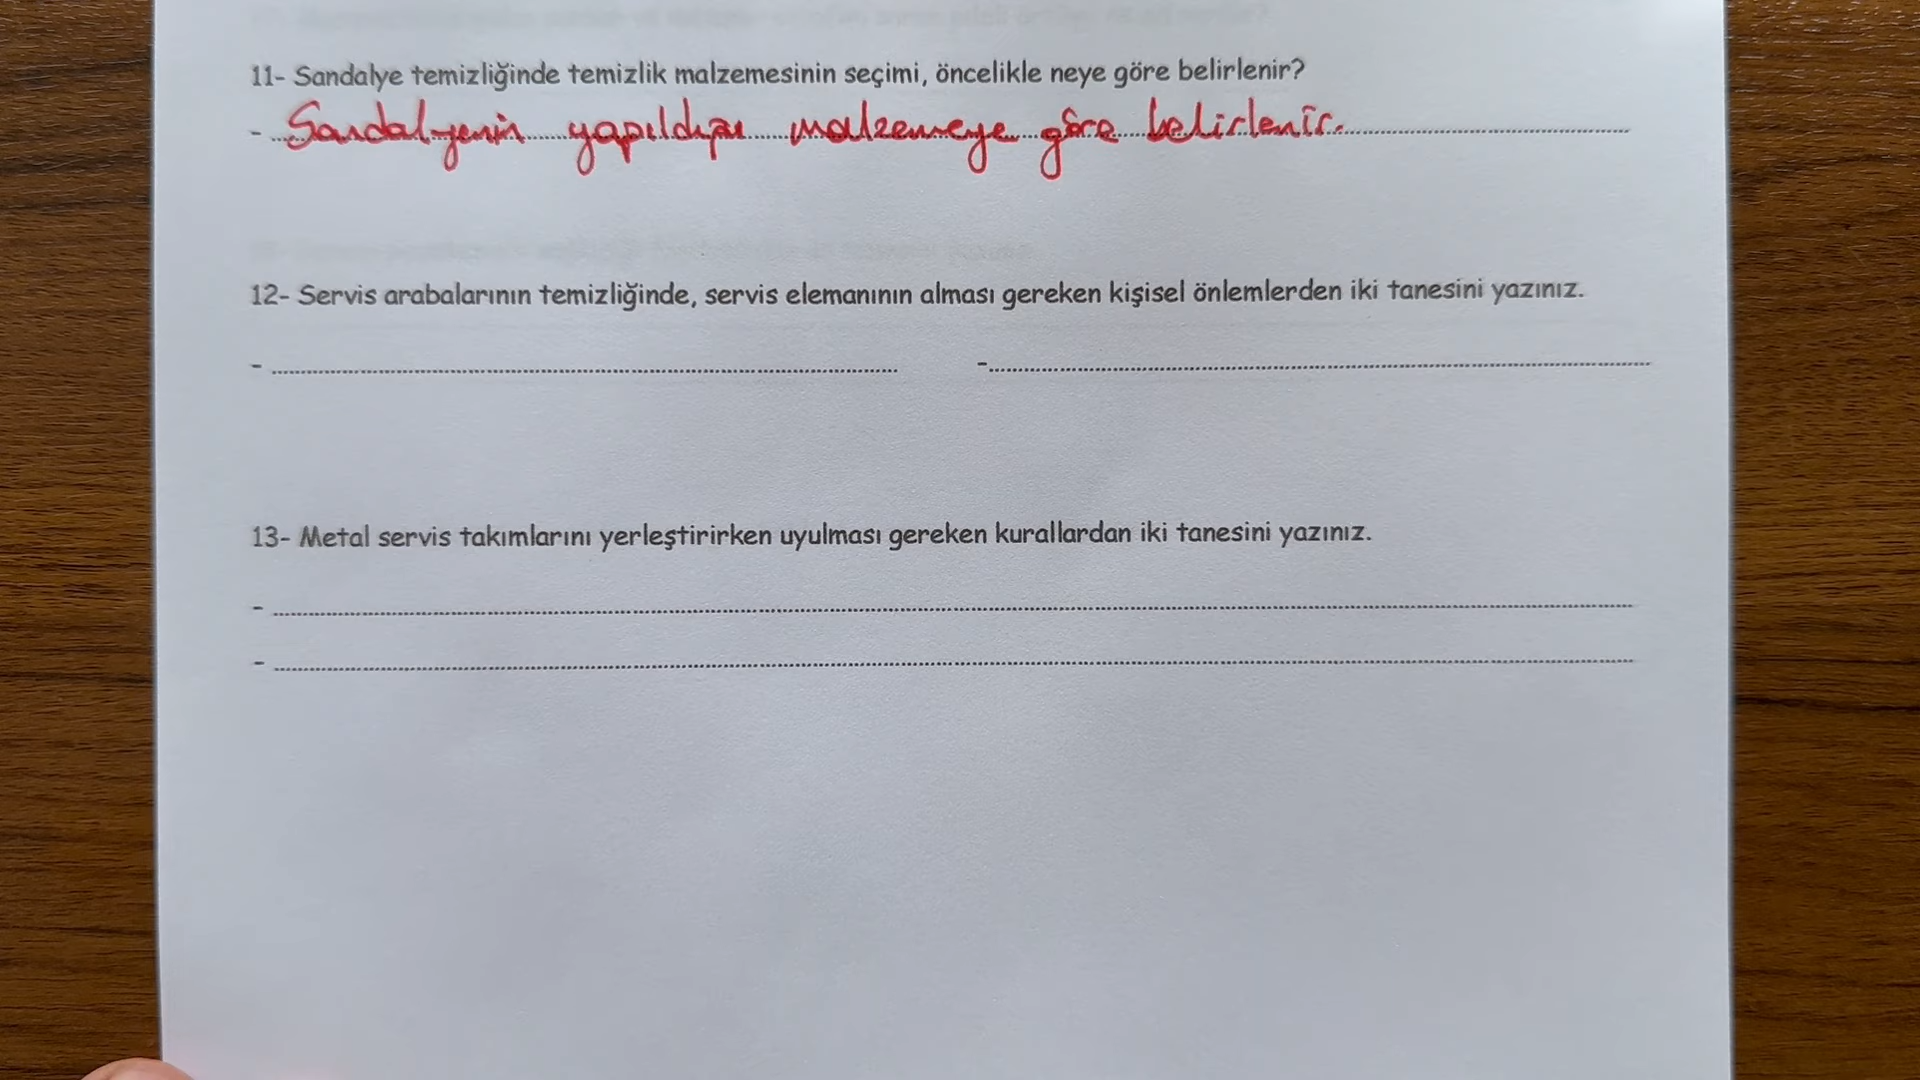 11- Sandalye temizliğinde temizlik malzemesinin seçimi, öncelikle neye göre belirlenir?
- Sandalyenin yapıldığı malzemeye göre belirlenir.
12- Servis arabalarının temizliğinde, servis elemanının alması gereken kişisel önlemlerden iki tanesini yazınız.
- -
13- Metal servis takımlarını yerleştirirken uyulması gereken kurallardan iki tanesini yazınız.
-
-